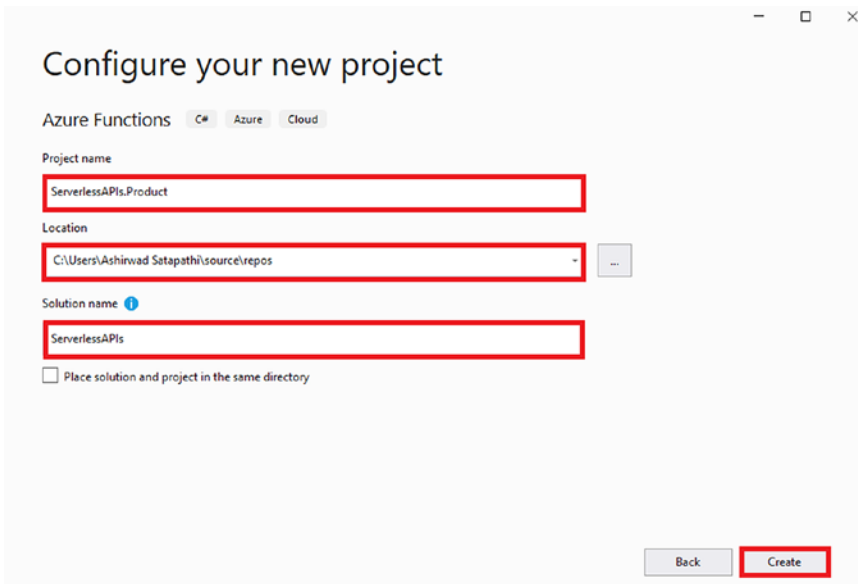 Configure your new project
Azure Functions C# Azure Cloud
Project name
ServerlessAPIs.Product
Location
C:\Users\Ashirwad Satapathi\source\repos
...
Solution name
ServerlessAPIs
Place solution and project in the same directory
Back Create